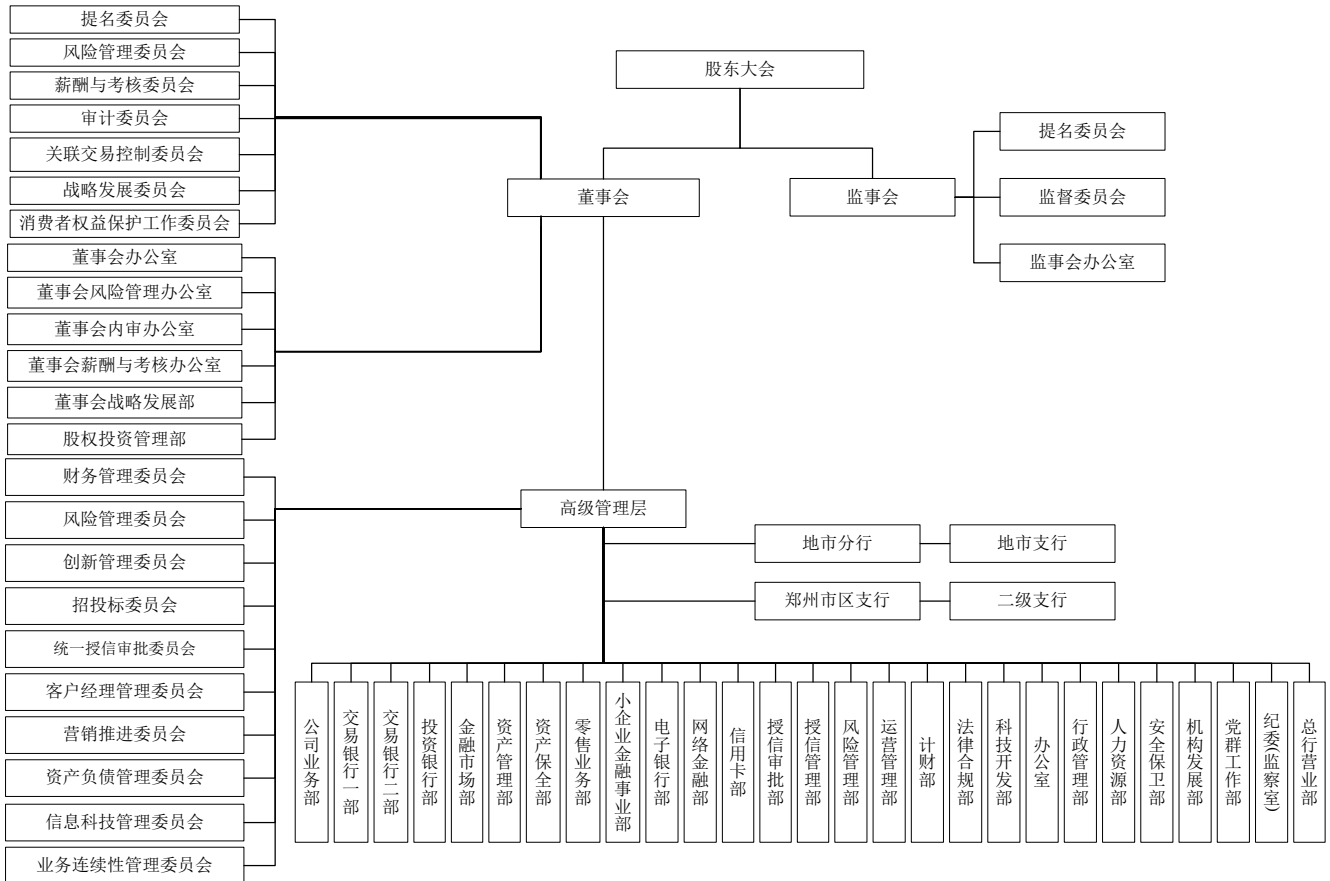 提名委员会
风险管理委员会
薪酬与考核委员会
审计委员会
关联交易控制委员会
战略发展委员会
消费者权益保护工作委员会
董事会办公室
董事会风险管理办公室
董事会内审办公室
董事会薪酬与考核办公室
董事会战略发展部
股权投资管理部
财务管理委员会
风险管理委员会
创新管理委员会
招投标委员会
统一授信审批委员会
客户经理管理委员会
营销推进委员会
资产负债管理委员会
信息科技管理委员会
业务连续性管理委员会
股东大会
董事会
监事会
提名委员会
监督委员会
监事会办公室
高级管理层
地市分行
地市支行
郑州市区支行
二级支行
公司业务部
交易银行一部
交易银行二部
投资银行部
金融市场部
资产管理部
资产保全部
零售业务部
小企业金融事业部
电子银行部
网络金融部
信用卡部
授信审批部
授信管理部
风险管理部
运营管理部
计财部
法律合规部
科技开发部
办公室
行政管理部
人力资源部
安全保卫部
机构发展部
党群工作部
纪委(监察室)
总行营业部